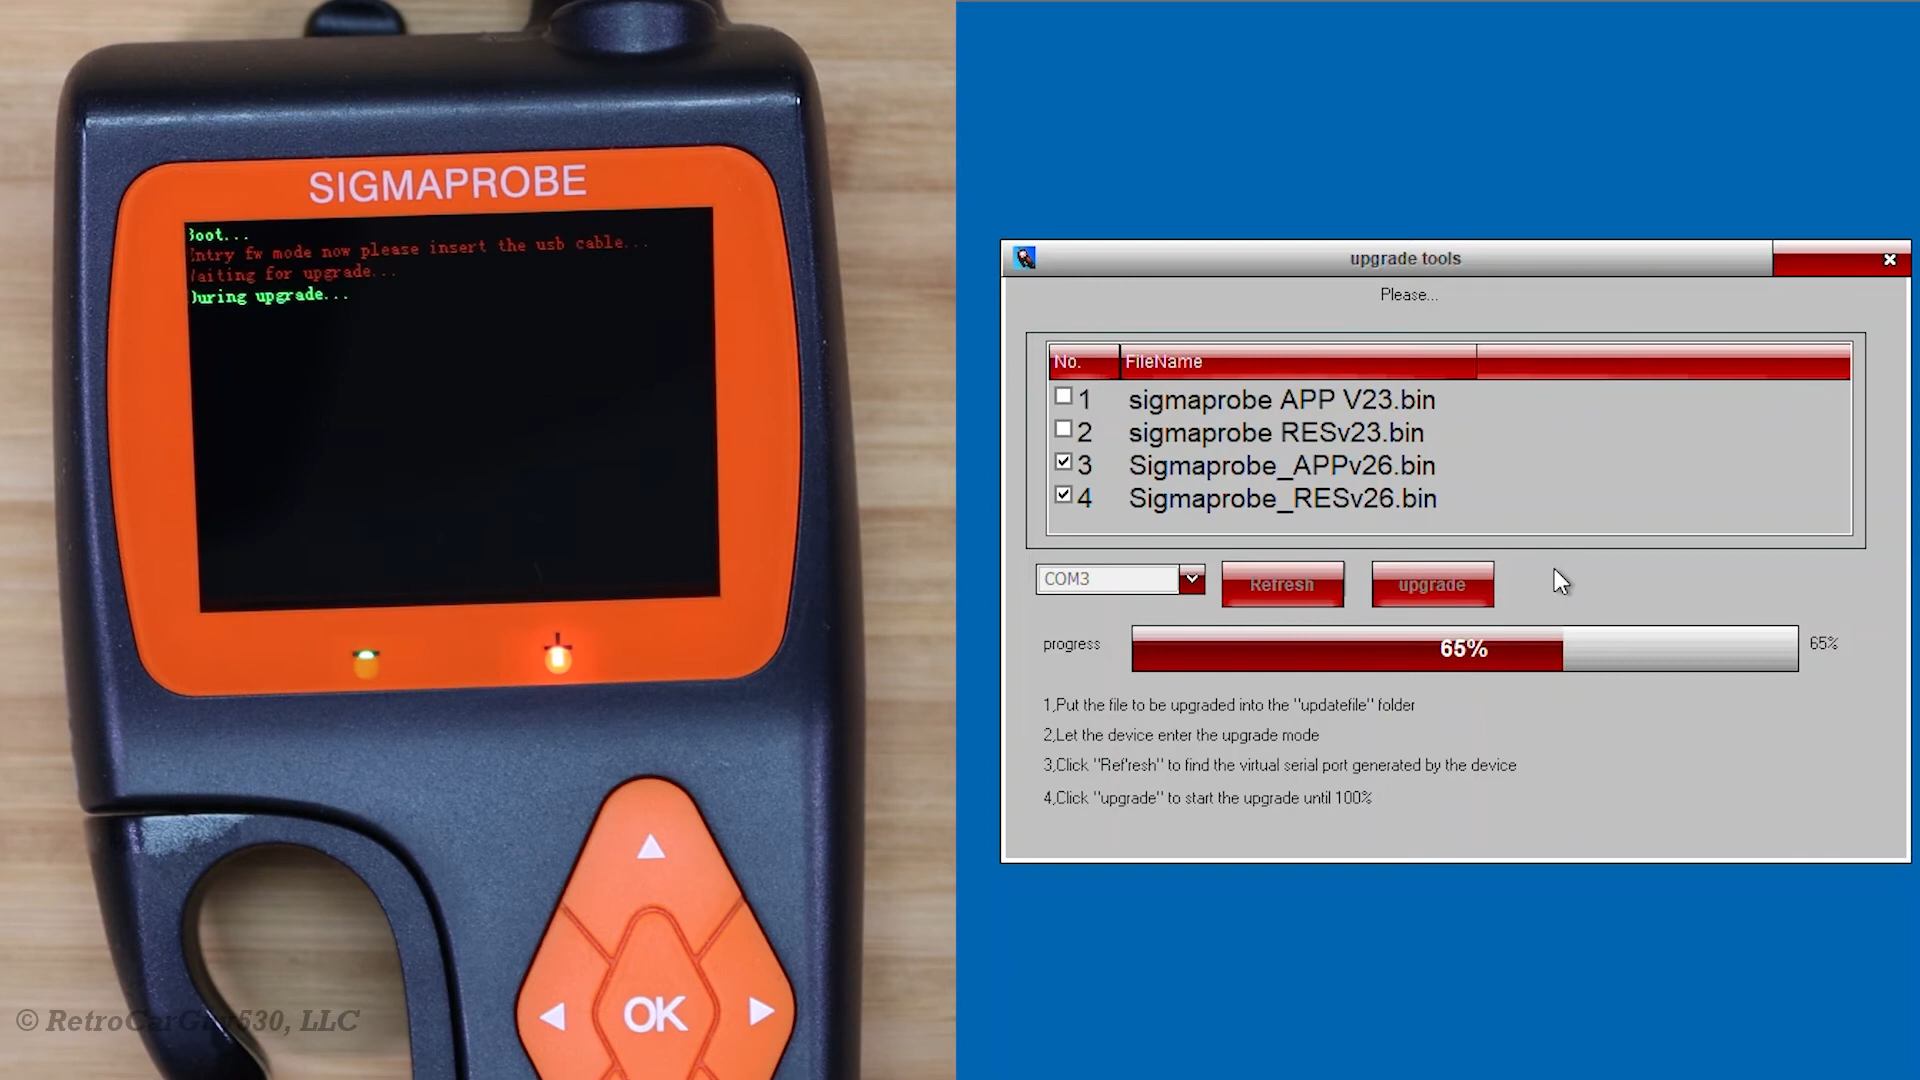 SIGMAPROBE
Boot...
Entry fw mode now please insert the usb cable...
Waiting for upgrade...
During upgrade...
OK
© RetroCarGuy530, LLC
upgrade tools
Please...
No. FileName
1 sigmaprobe APP V23.bin
2 sigmaprobe RESv23.bin
3 Sigmaprobe_APPv26.bin
4 Sigmaprobe_RESv26.bin
COM3 Refresh upgrade
progress 65% 65%
1,Put the file to be upgraded into the "updatefile" folder
2,Let the device enter the upgrade mode
3,Click "Ref'resh" to find the virtual serial port generated by the device
4,Click "upgrade" to start the upgrade until 100%